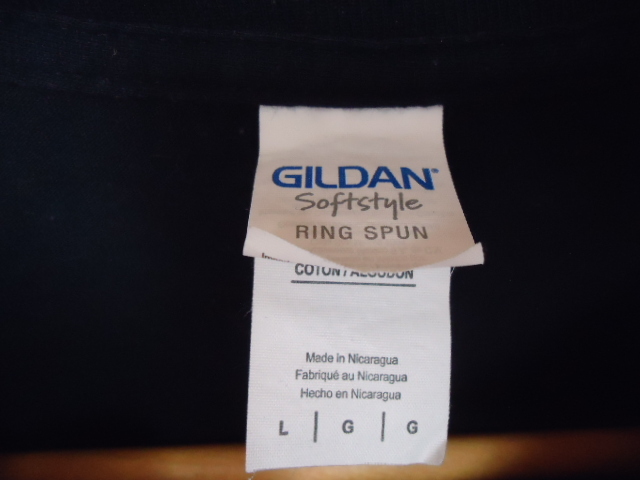 GILDAN®
Softstyle
RING SPUN
COTON / ALGODON
Made in Nicaragua
Fabriqué au Nicaragua
Hecho en Nicaragua
L | G | G